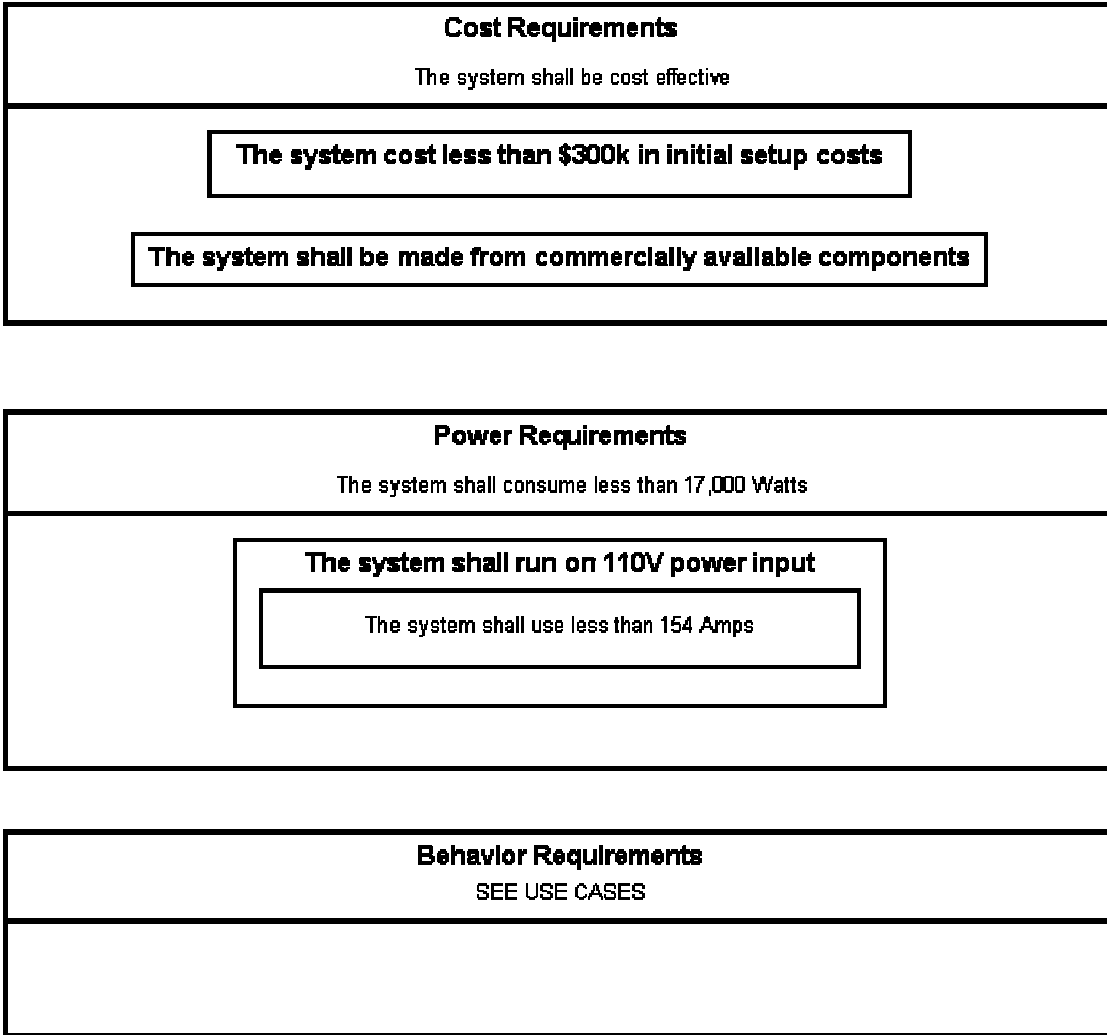 Cost Requirements
The system shall be cost effective
The system cost less than $300k in initial setup costs
The system shall be made from commercially available components
Power Requirements
The system shall consume less than 17,000 Watts
The system shall run on 110V power input
The system shall use less than 154 Amps
Behavior Requirements
SEE USE CASES